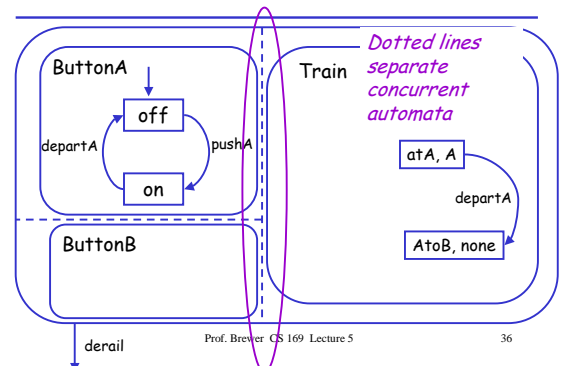 Dotted lines
separate
concurrent
automata
ButtonA
off
departA
pushA
on
ButtonB
Train
atA, A
departA
AtoB, none
derail
Prof. Brewer CS 169 Lecture 5
36